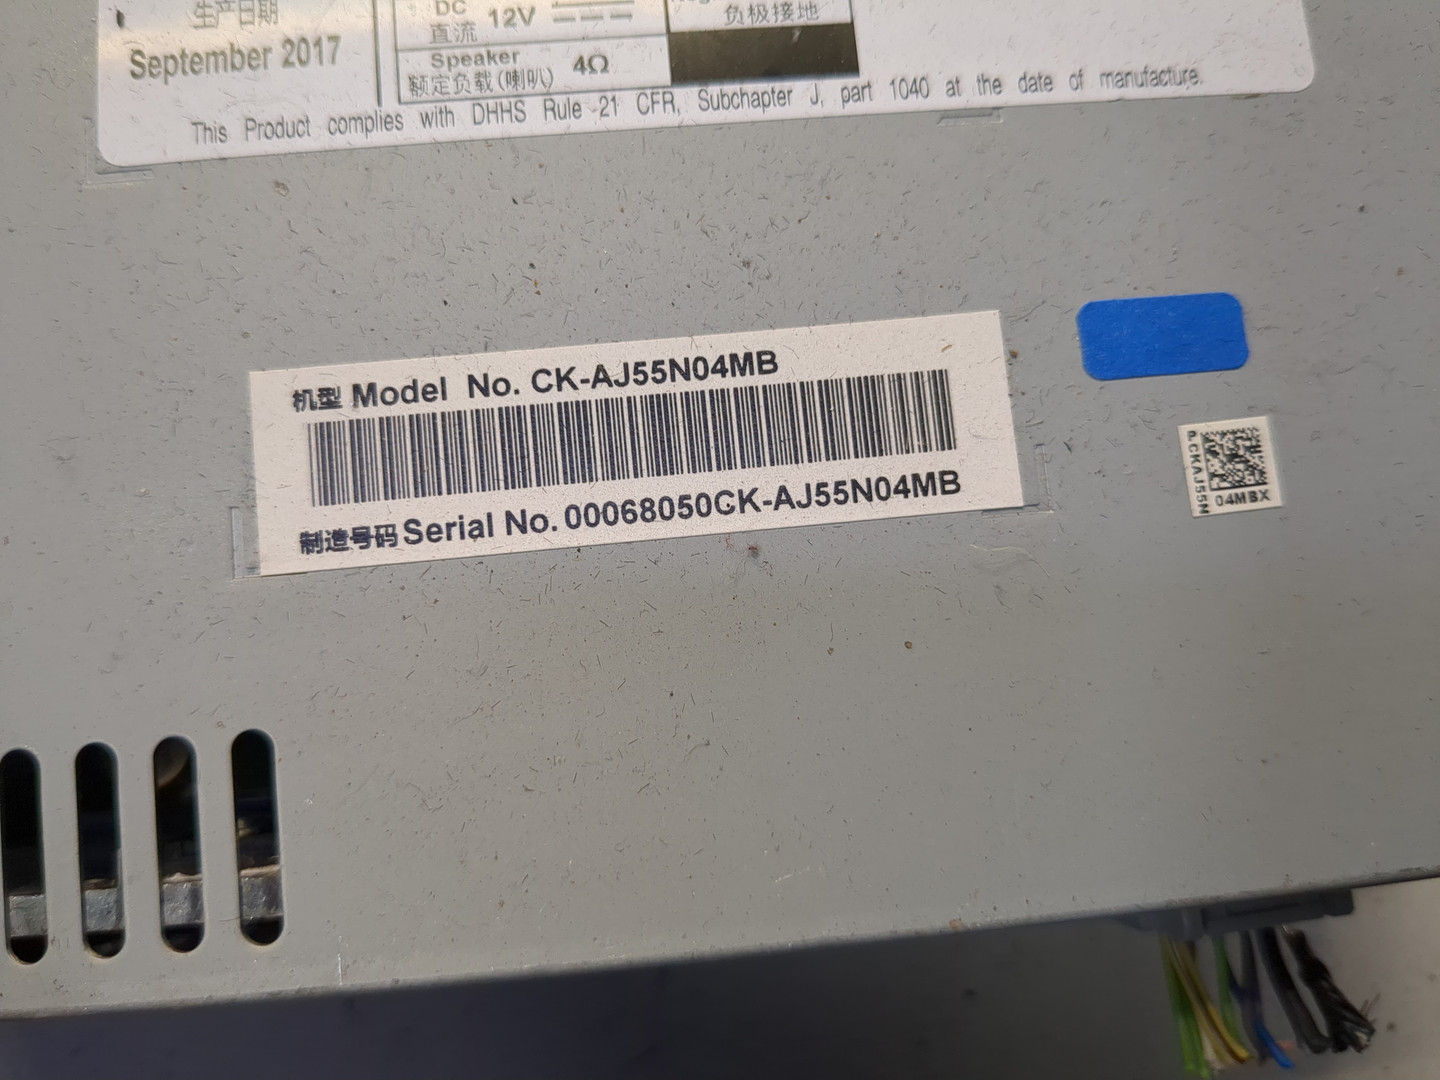 生产日期
September 2017
DC
直流 12V
负极接地
Speaker
额定负载(喇叭) 4Ω
This Product complies with DHHS Rule 21 CFR, Subchapter J, part 1040 at the date of manufacture.
机型 Model No. CK-AJ55N04MB
制造号码 Serial No. 00068050CK-AJ55N04MB
P.CKAJ55N
04MBX